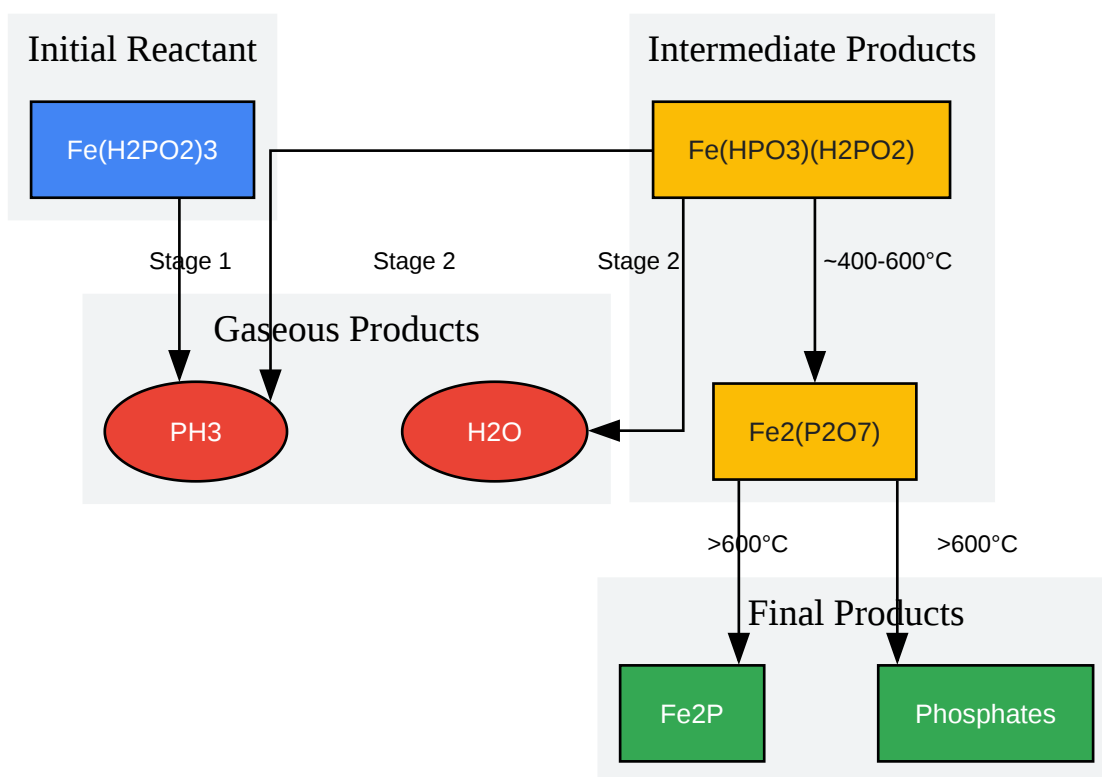 Initial Reactant
Intermediate Products
Fe(H2PO2)3
Fe(HPO3)(H2PO2)
Stage 1
Stage 2
Stage 2
~400-600°C
Gaseous Products
PH3
H2O
Fe2(P2O7)
>600°C
>600°C
Final Products
Fe2P
Phosphates